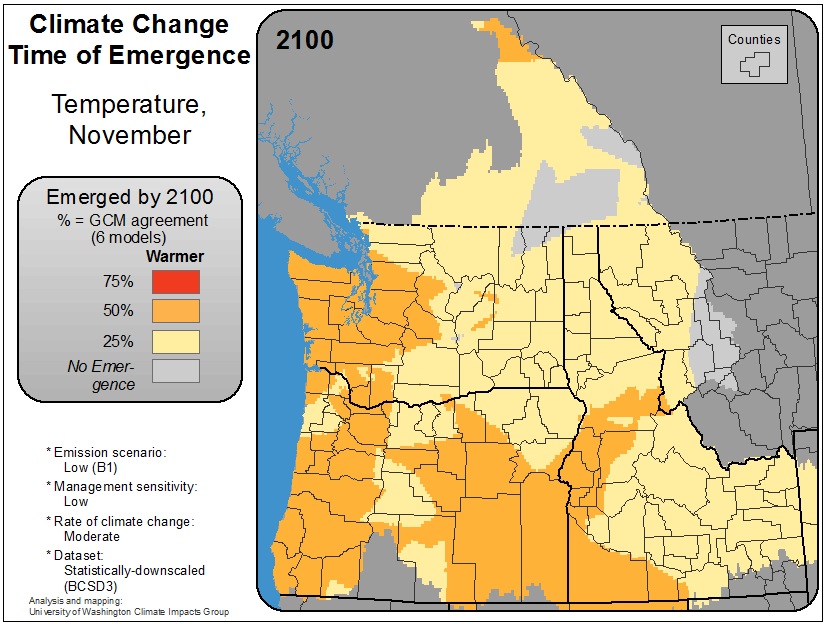 Climate Change
Time of Emergence
Temperature,
November
Emerged by 2100
% = GCM agreement
(6 models)
Warmer
75%
50%
25%
No Emer-
gence
* Emission scenario:
Low (B1)
* Management sensitivity:
Low
* Rate of climate change:
Moderate
* Dataset:
Statistically-downscaled
(BCSD3)
Analysis and mapping:
University of Washington Climate Impacts Group
2100
Counties